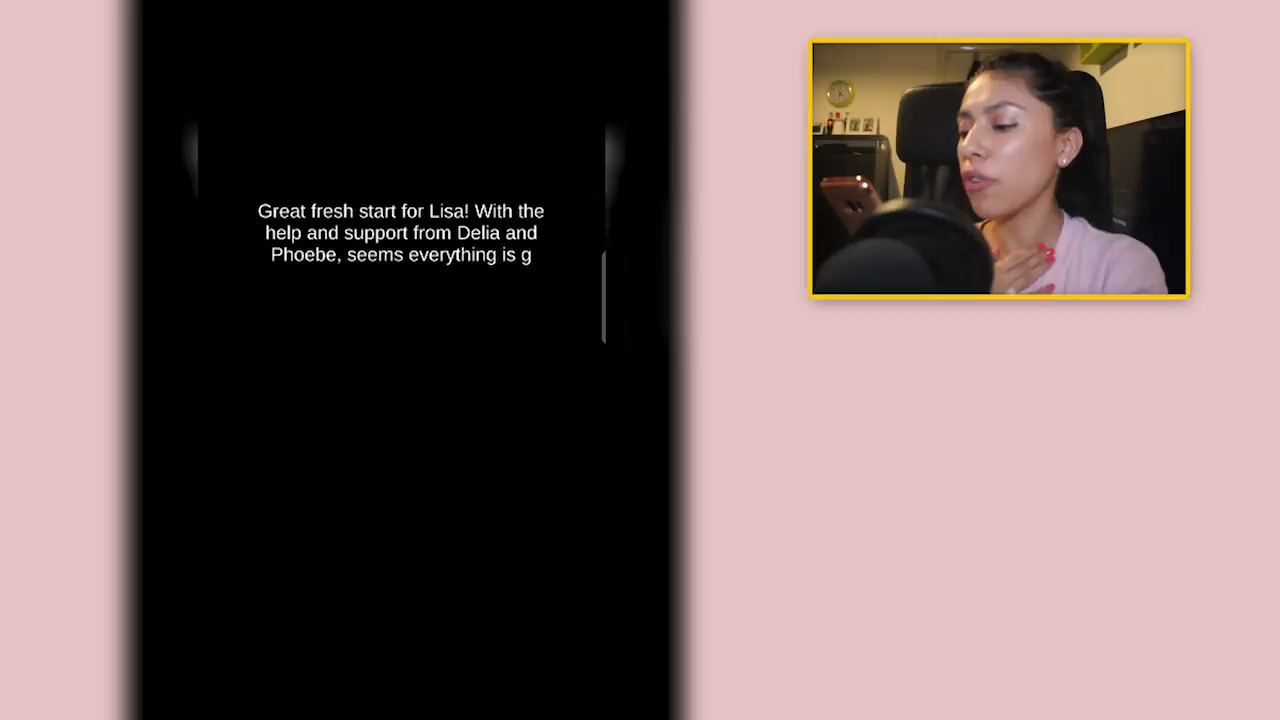 Great fresh start for Lisa! With the
help and support from Delia and
Phoebe, seems everything is g